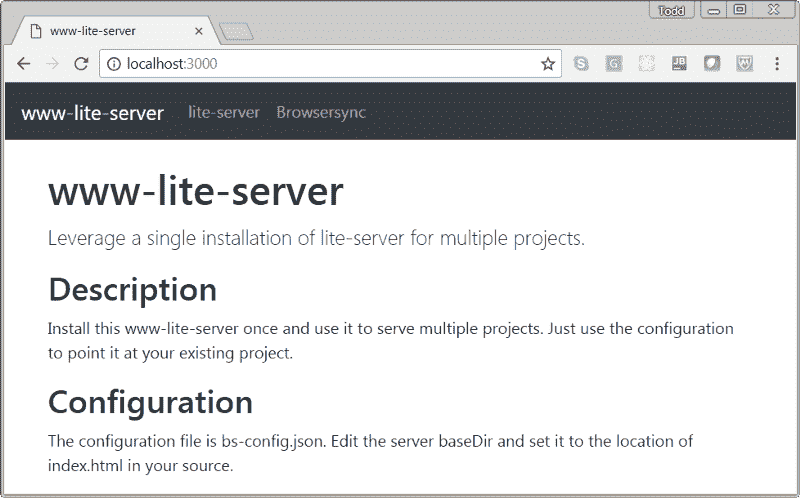 Todd
www-lite-server
localhost:3000
www-lite-server lite-server Browsersync
www-lite-server
Leverage a single installation of lite-server for multiple projects.
Description
Install this www-lite-server once and use it to serve multiple projects. Just use the configuration
to point it at your existing project.
Configuration
The configuration file is bs-config.json. Edit the server baseDir and set it to the location of
index.html in your source.